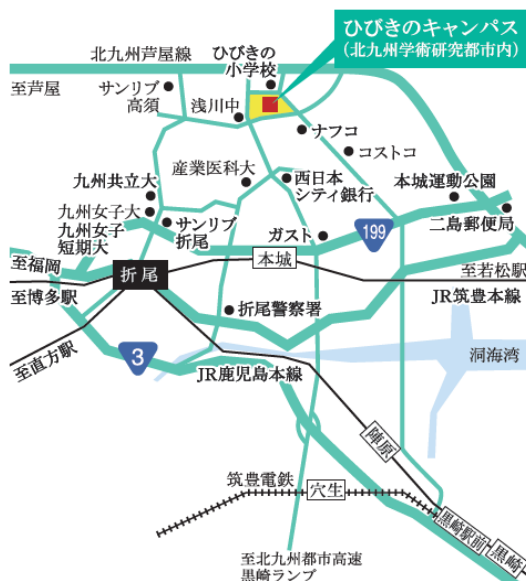 ひびきのキャンパス
（北九州学術研究都市内）
北九州芦屋線
ひびきの
小学校
至芦屋
サンリブ
高須
浅川中
ナフコ
コストコ
産業医科大
西日本
シティ銀行
本城運動公園
九州共立大
九州女子大
九州女子
短期大
サンリブ
折尾
ガスト
199
二島郵便局
至福岡
折尾
本城
至若松駅
至博多駅
JR筑豊本線
折尾警察署
3
洞海湾
至直方駅
JR鹿児島本線
陣原
筑豊電鉄
穴生
黒崎駅前
黒崎
至北九州都市高速
黒崎ランプ